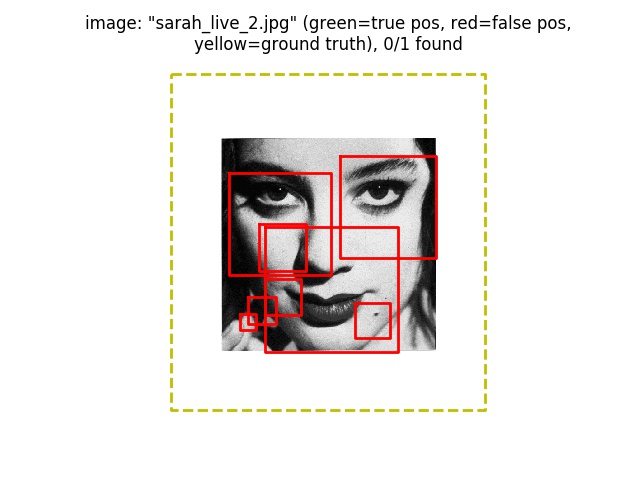 image: "sarah_live_2.jpg" (green=true pos, red=false pos,
yellow=ground truth), 0/1 found